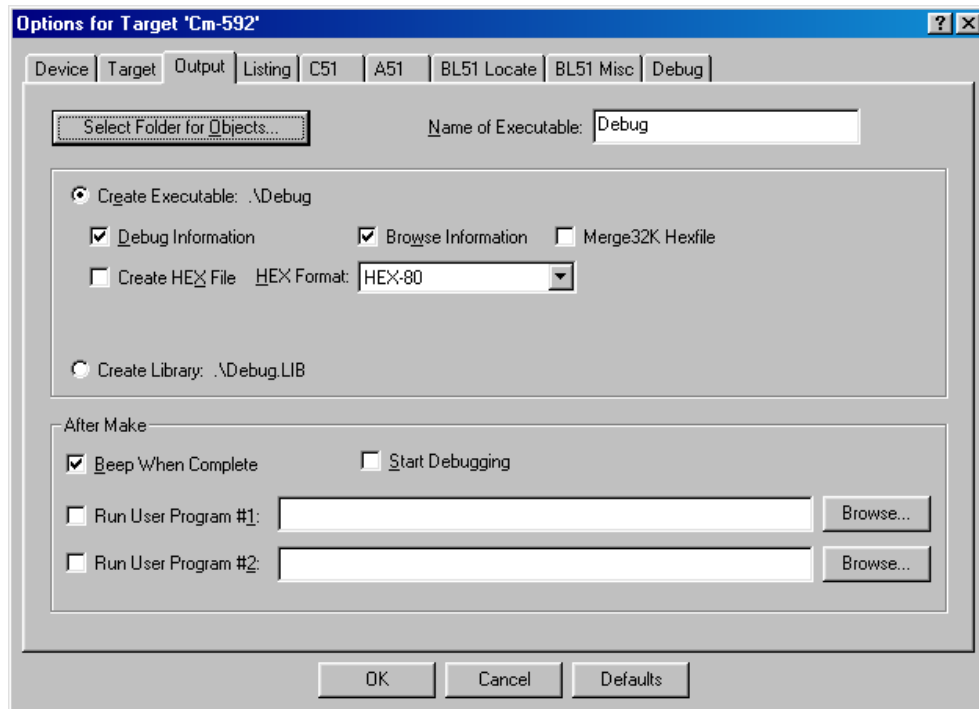 Options for Target 'Cm-592'
Device Target Output Listing C51 A51 BL51 Locate BL51 Misc Debug
Select Folder for Objects... Name of Executable: Debug
Create Executable: .\Debug
Debug Information Browse Information Merge32K Hexfile
Create HEX File HEX Format: HEX-80
Create Library: .\Debug.LIB
After Make
Beep When Complete Start Debugging
Run User Program #1: Browse...
Run User Program #2: Browse...
OK Cancel Defaults